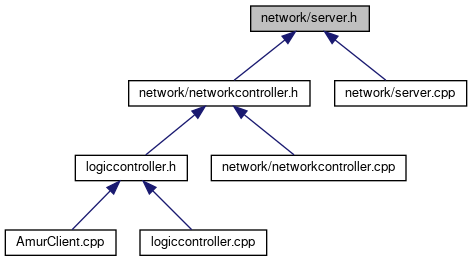 network/server.h
network/networkcontroller.h
network/server.cpp
logiccontroller.h
network/networkcontroller.cpp
AmurClient.cpp
logiccontroller.cpp